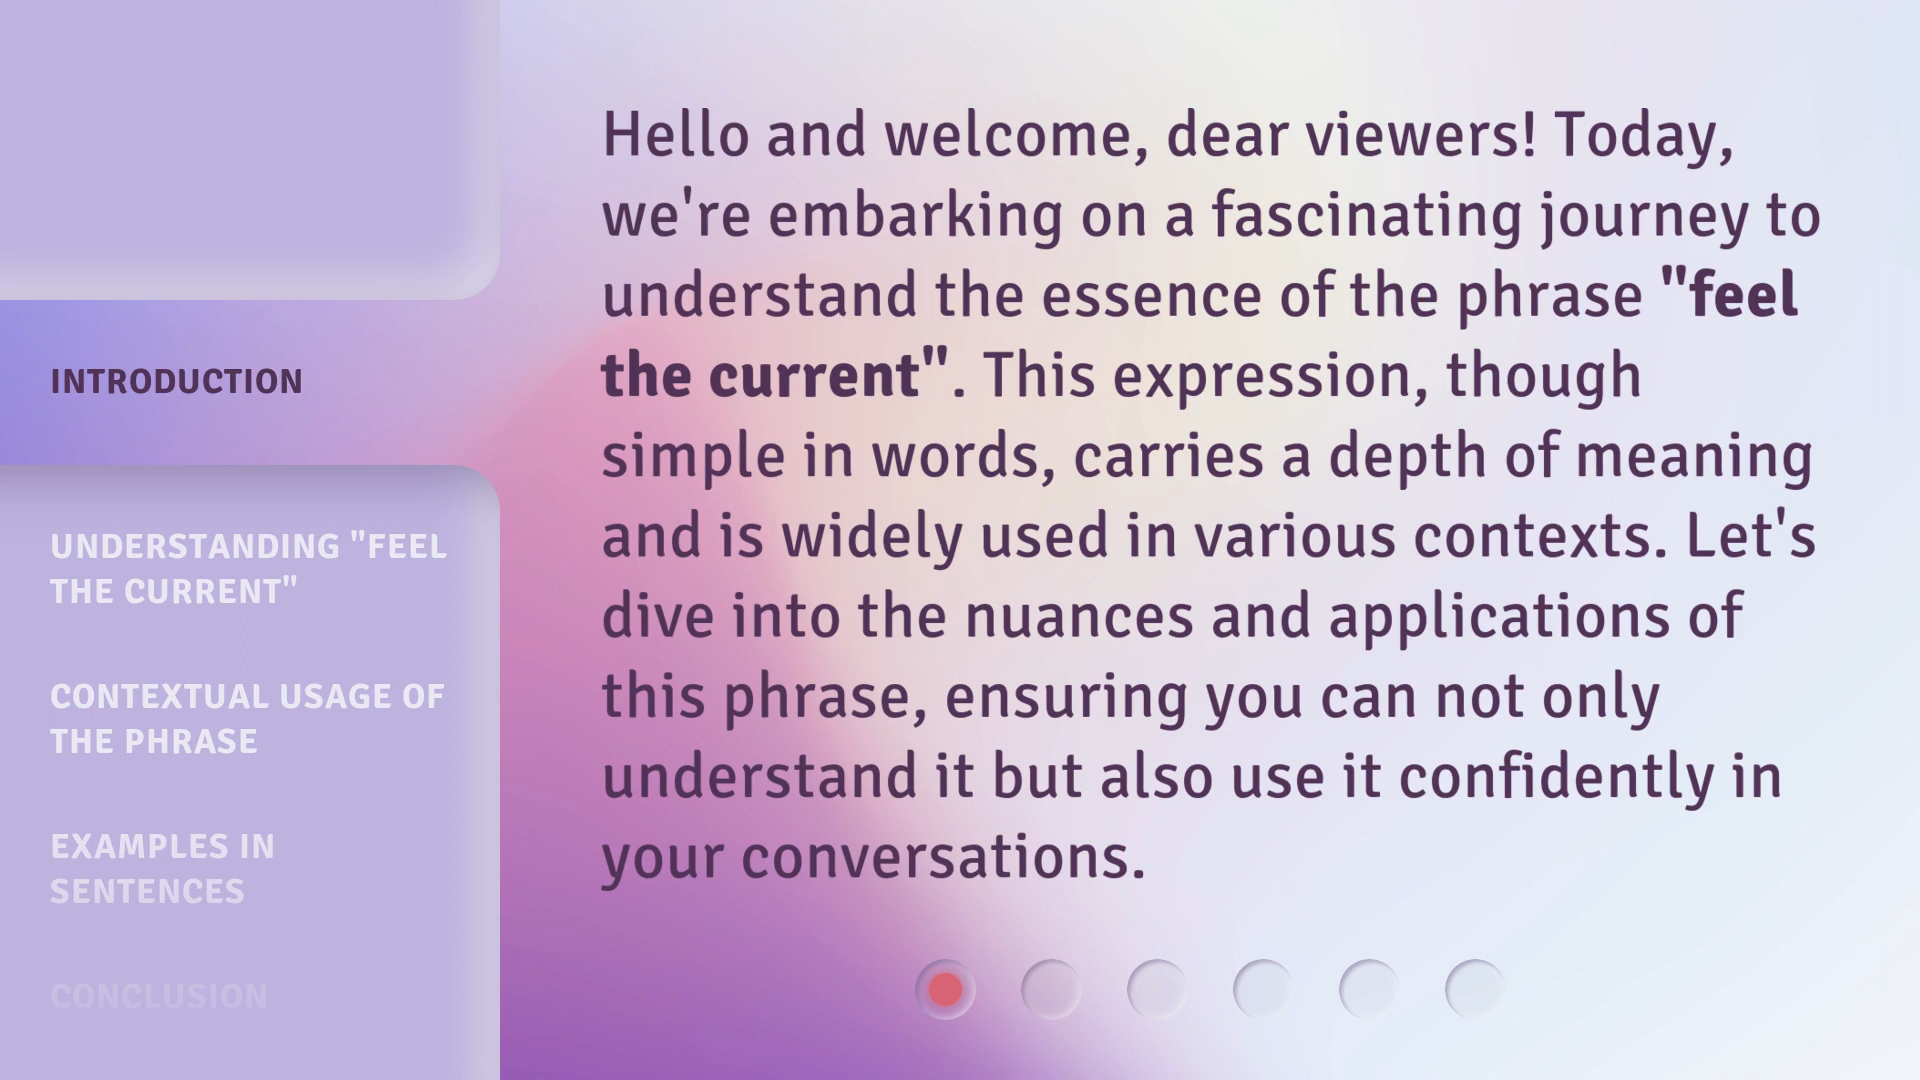 INTRODUCTION
UNDERSTANDING "FEEL
THE CURRENT"
CONTEXTUAL USAGE OF
THE PHRASE
EXAMPLES IN
SENTENCES
CONCLUSION
Hello and welcome, dear viewers! Today,
we're embarking on a fascinating journey to
understand the essence of the phrase "feel
the current". This expression, though
simple in words, carries a depth of meaning
and is widely used in various contexts. Let's
dive into the nuances and applications of
this phrase, ensuring you can not only
understand it but also use it confidently in
your conversations.